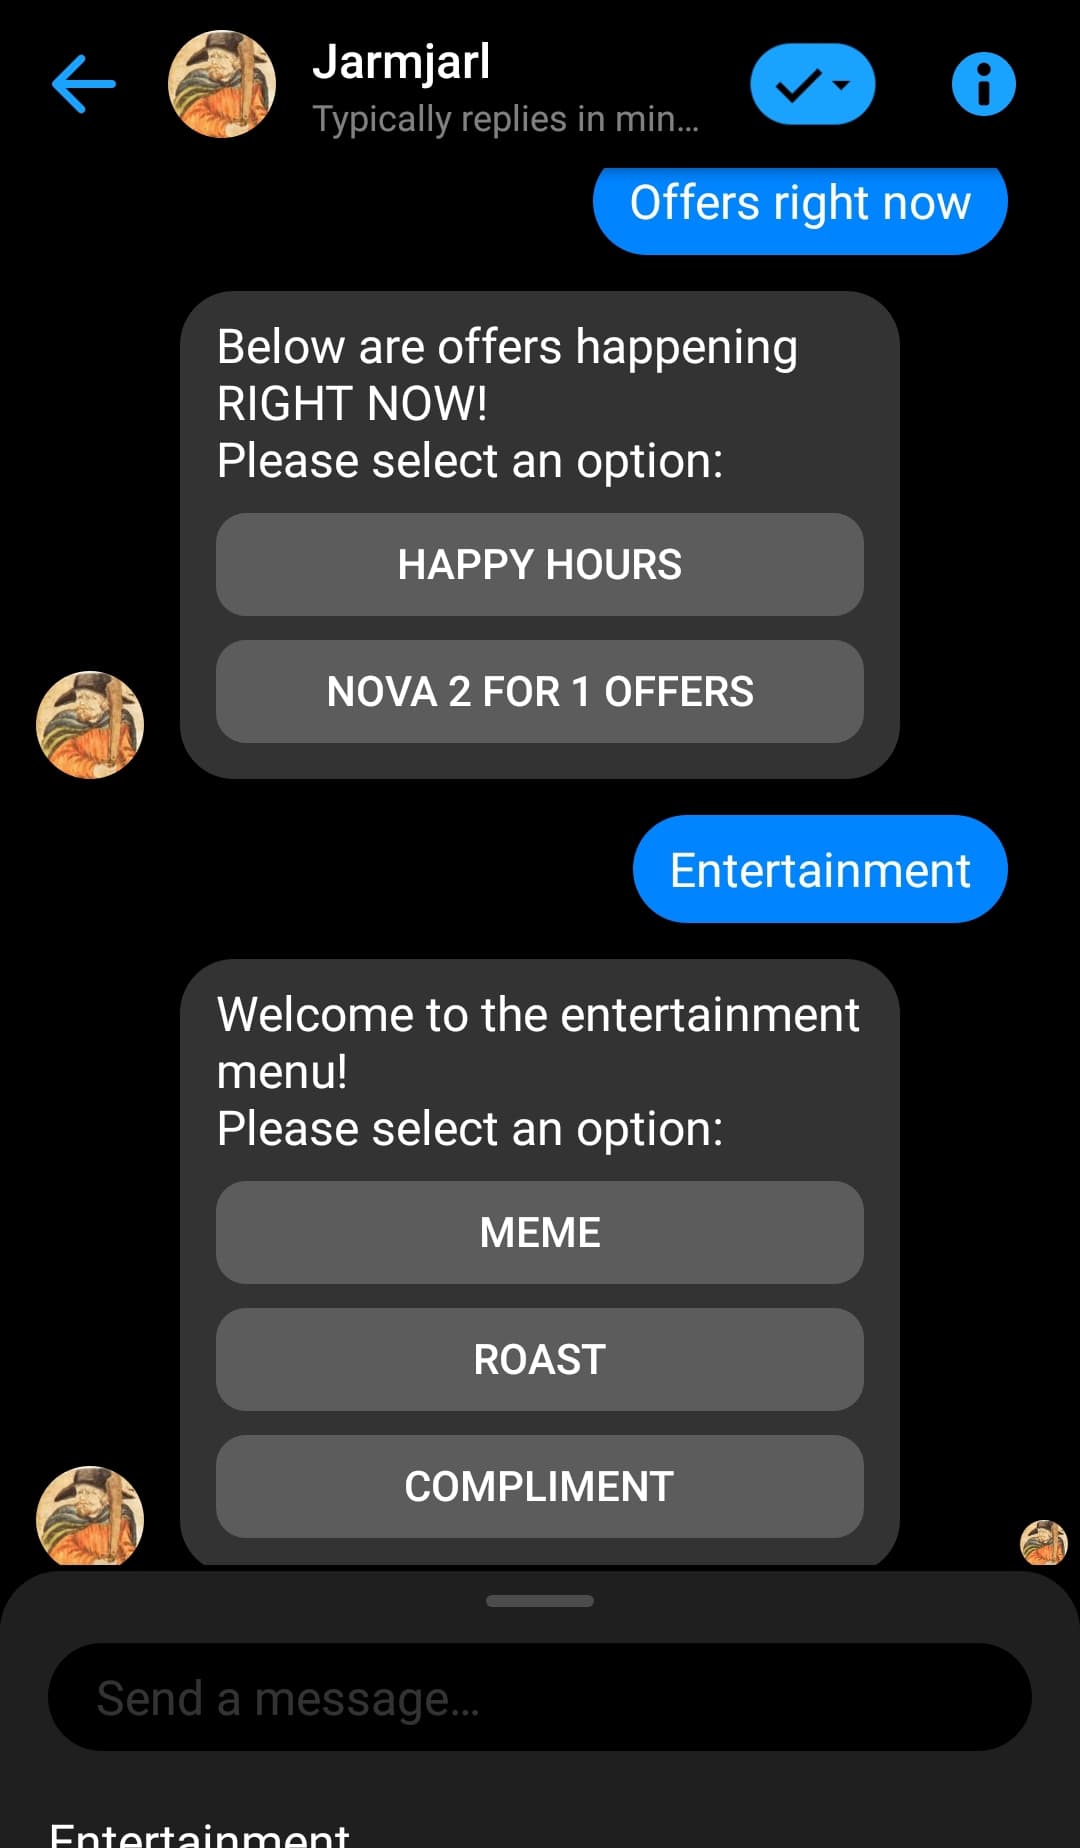 Jarmjarl
Typically replies in min...
Offers right now
Below are offers happening
RIGHT NOW!
Please select an option:
HAPPY HOURS
NOVA 2 FOR 1 OFFERS
Entertainment
Welcome to the entertainment
menu!
Please select an option:
MEME
ROAST
COMPLIMENT
Send a message...
Entertainment